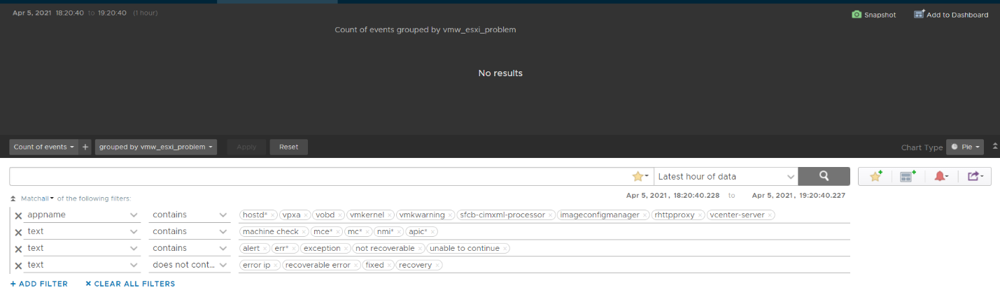 Apr 5, 2021 18:20:40 to 19:20:40 (1 hour)
Snapshot Add to Dashboard
Count of events grouped by vmw_esxi_problem
No results
Count of events + grouped by vmw_esxi_problem Apply Reset Chart Type Pie
Latest hour of data
Match all of the following filters: Apr 5, 2021, 18:20:40.228 to Apr 5, 2021, 19:20:40.227
appname contains hostd* × vpxa × vobd × vmkernel × vmkwarning × sfcb-cimxml-processor × imageconfigmanager × rhttpproxy × vcenter-server ×
text contains machine check × mce* × mc* × nmi* × apic* ×
text contains alert × err* × exception × not recoverable × unable to continue ×
text does not cont... error ip × recoverable error × fixed × recovery ×
+ ADD FILTER × CLEAR ALL FILTERS